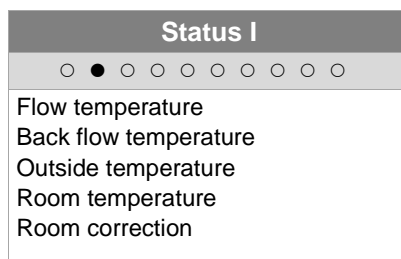 Status I
Flow temperature
Back flow temperature
Outside temperature
Room temperature
Room correction